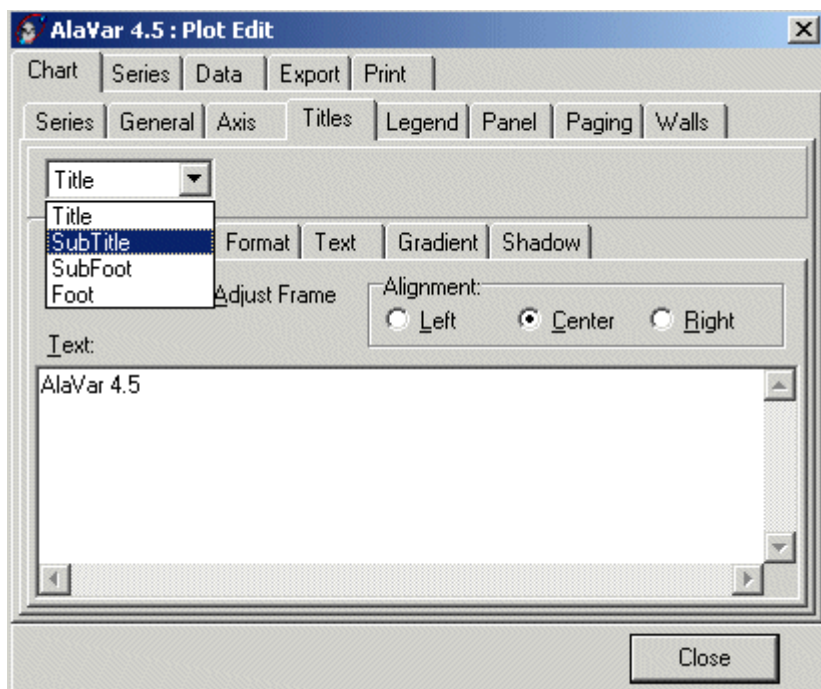 AlaVar 4.5 : Plot Edit
Chart Series Data Export Print
Series General Axis Titles Legend Panel Paging Walls
Title
Title
SubTitle
SubFoot
Foot
Format Text Gradient Shadow
Adjust Frame
Alignment:
Left Center Right
Text:
AlaVar 4.5
Close